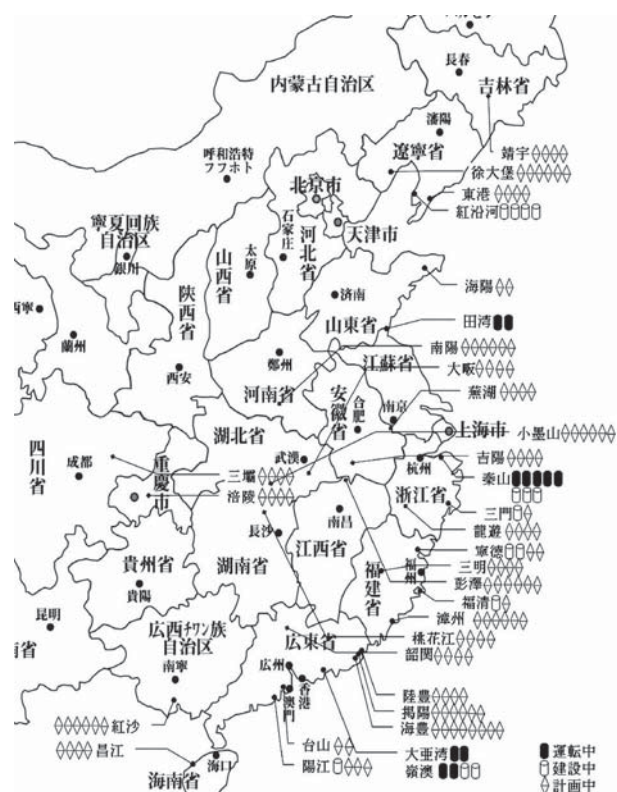 長春
吉林省
内蒙古自治区
瀋陽
遼寧省
靖宇
徐大堡
呼和浩特
フフホト
北京市
東港
紅沿河
天津市
寧夏回族
自治区
銀川
山西省
太原
石家庄
河北省
海陽
済南
西寧
陝西省
山東省
田湾
蘭州
南陽
鄭州
江蘇省
大畈
西安
河南省
安徽省
合肥
南京
蕪湖
上海市
小墨山
湖北省
四川省
成都
重慶市
武漢
吉陽
三壩
杭州
秦山
涪陵
浙江省
三門
南昌
龍遊
長沙
江西省
寧徳
貴州省
湖南省
福建省
福州
三明
彭澤
貴陽
福清
昆明
漳州
広西チワン族
自治区
広東省
桃花江
韶関
南寧
広州
香港
澳門
陸豊
掲陽
海豊
紅沙
昌江
台山
大亜湾
運転中
海口
陽江
嶺澳
建設中
海南省
計画中